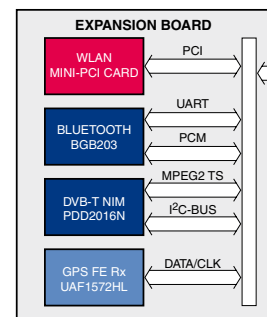 EXPANSION BOARD
WLAN
MINI-PCI CARD
PCI
BLUETOOTH
BGB203
UART
PCM
DVB-T NIM
PDD2016N
MPEG2 TS
I²C-BUS
GPS FE Rx
UAF1572HL
DATA/CLK